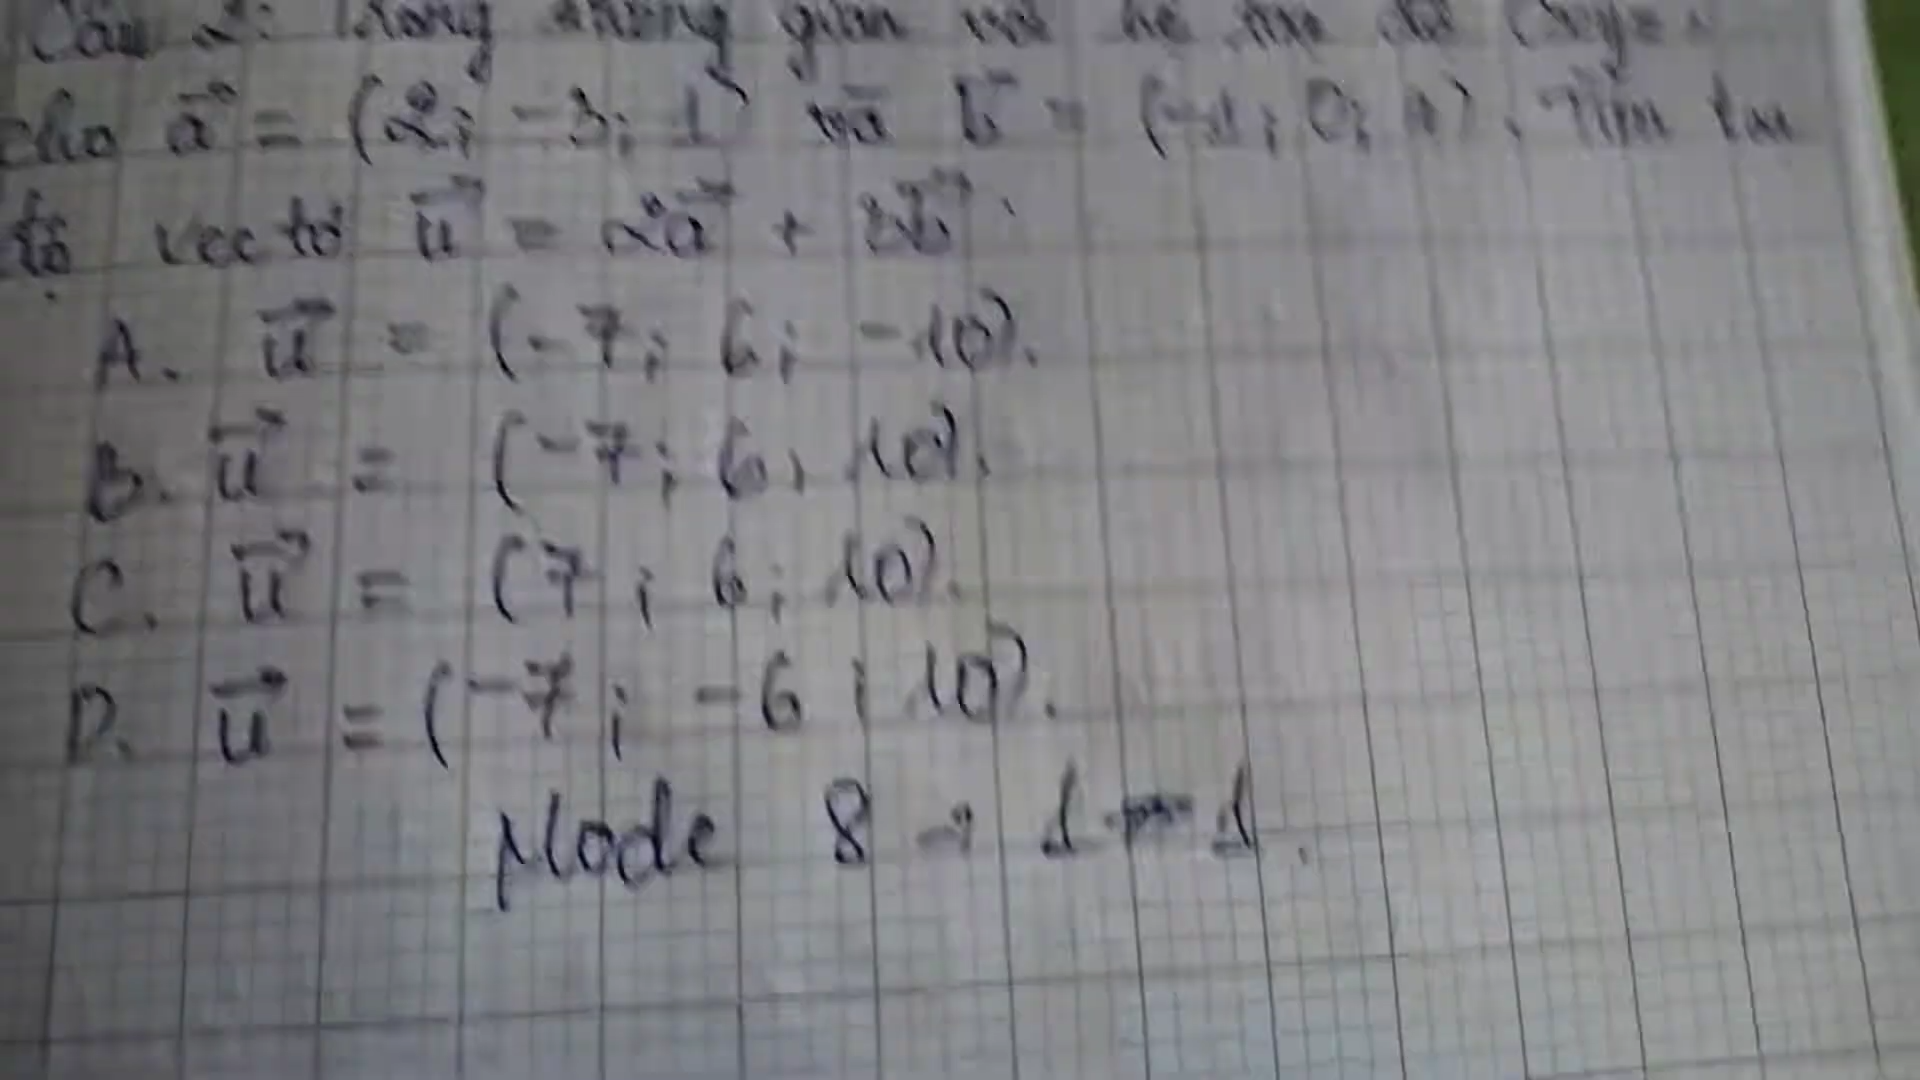 Câu 2: Trong không gian với hệ tọa độ Oxyz,
cho a⃗ = (2; -3; 1) và b⃗ = (-1; 0; 4). Tìm tọa
độ vectơ u⃗ = 2a⃗ + 3b⃗.
A. u⃗ = (-7; 6; -10).
B. u⃗ = (-7; 6; 10).
C. u⃗ = (7; 6; 10).
D. u⃗ = (-7; -6; 10).
Mode 8 → 1 → 1.